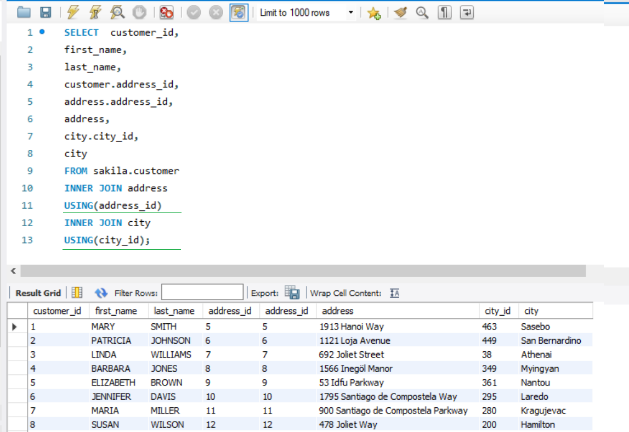 Limit to 1000 rows
1 SELECT customer_id,
2 first_name,
3 last_name,
4 customer.address_id,
5 address.address_id,
6 address,
7 city.city_id,
8 city
9 FROM sakila.customer
10 INNER JOIN address
11 USING(address_id)
12 INNER JOIN city
13 USING(city_id);
Result Grid Filter Rows: Export: Wrap Cell Content: IA
customer_id first_name last_name address_id address_id address city_id city
1 MARY SMITH 5 5 1913 Hanoi Way 463 Sasebo
2 PATRICIA JOHNSON 6 6 1121 Loja Avenue 449 San Bernardino
3 LINDA WILLIAMS 7 7 692 Joliet Street 38 Athenai
4 BARBARA JONES 8 8 1566 Inegöl Manor 349 Myingyan
5 ELIZABETH BROWN 9 9 53 Idfu Parkway 361 Nantou
6 JENNIFER DAVIS 10 10 1795 Santiago de Compostela Way 295 Laredo
7 MARIA MILLER 11 11 900 Santiago de Compostela Parkway 280 Kragujevac
8 SUSAN WILSON 12 12 478 Joliet Way 200 Hamilton